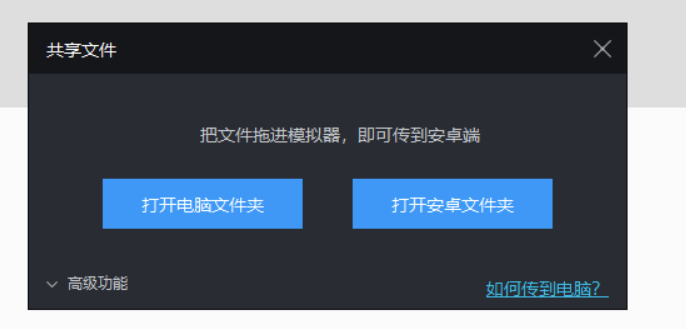 共享文件
把文件拖进模拟器，即可传到安卓端
打开电脑文件夹
打开安卓文件夹
高级功能
如何传到电脑？